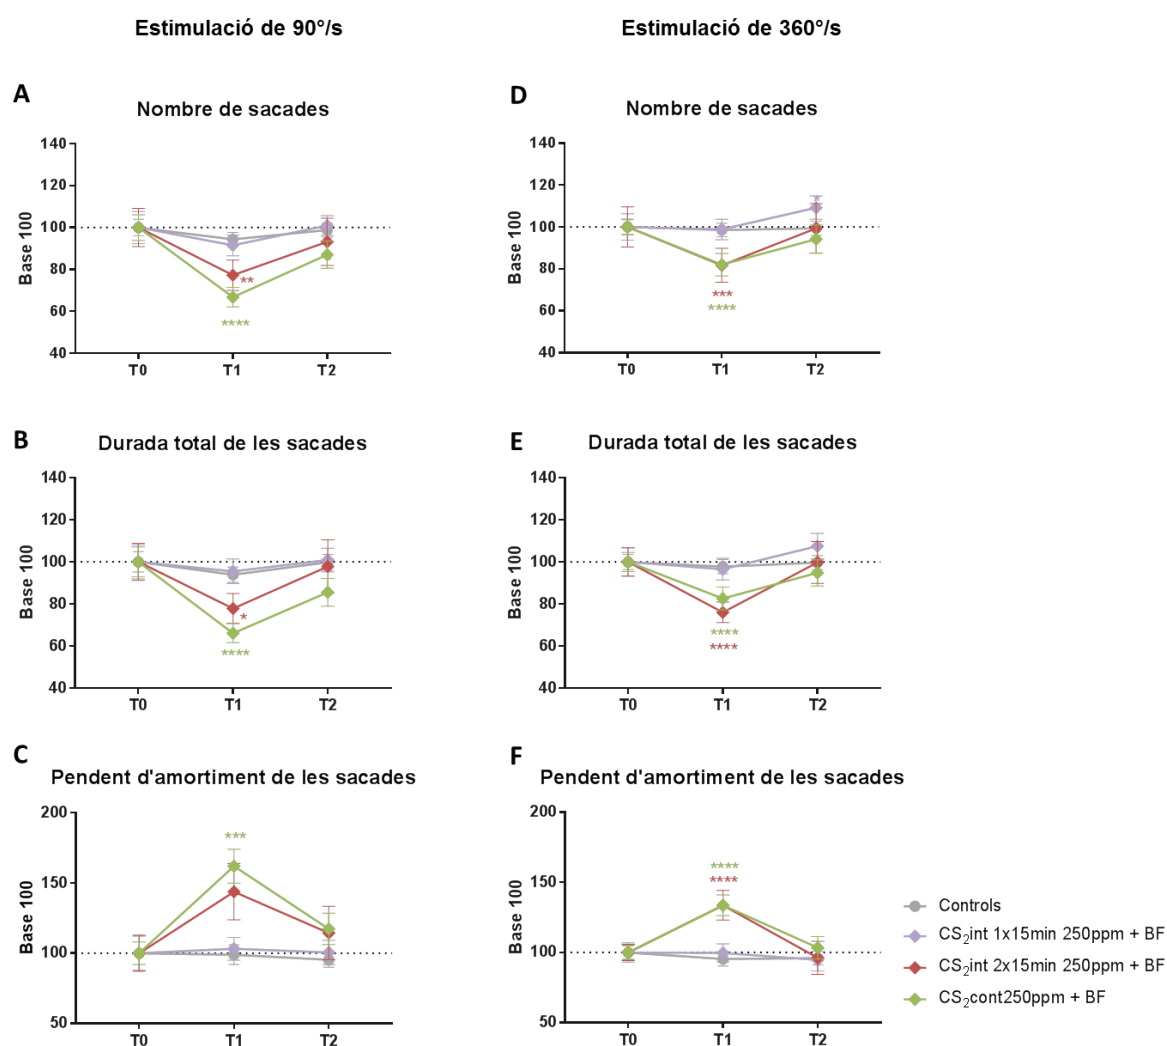 Estimulació de 90°/s
Estimulació de 360°/s
A
Nombre de sacades
Base 100
140
120
100
80
60
40
**
****
T0
T1
T2
D
Nombre de sacades
Base 100
140
120
100
80
60
40
*
***
****
T0
T1
T2
B
Durada total de les sacades
Base 100
140
120
100
80
60
40
*
****
T0
T1
T2
E
Durada total de les sacades
Base 100
140
120
100
80
60
40
****
****
T0
T1
T2
C
Pendent d'amortiment de les sacades
Base 100
200
150
100
50
***
T0
T1
T2
F
Pendent d'amortiment de les sacades
Base 100
200
150
100
50
****
****
T0
T1
T2
Controls
CS₂int 1x15min 250ppm + BF
CS₂int 2x15min 250ppm + BF
CS₂cont250ppm + BF